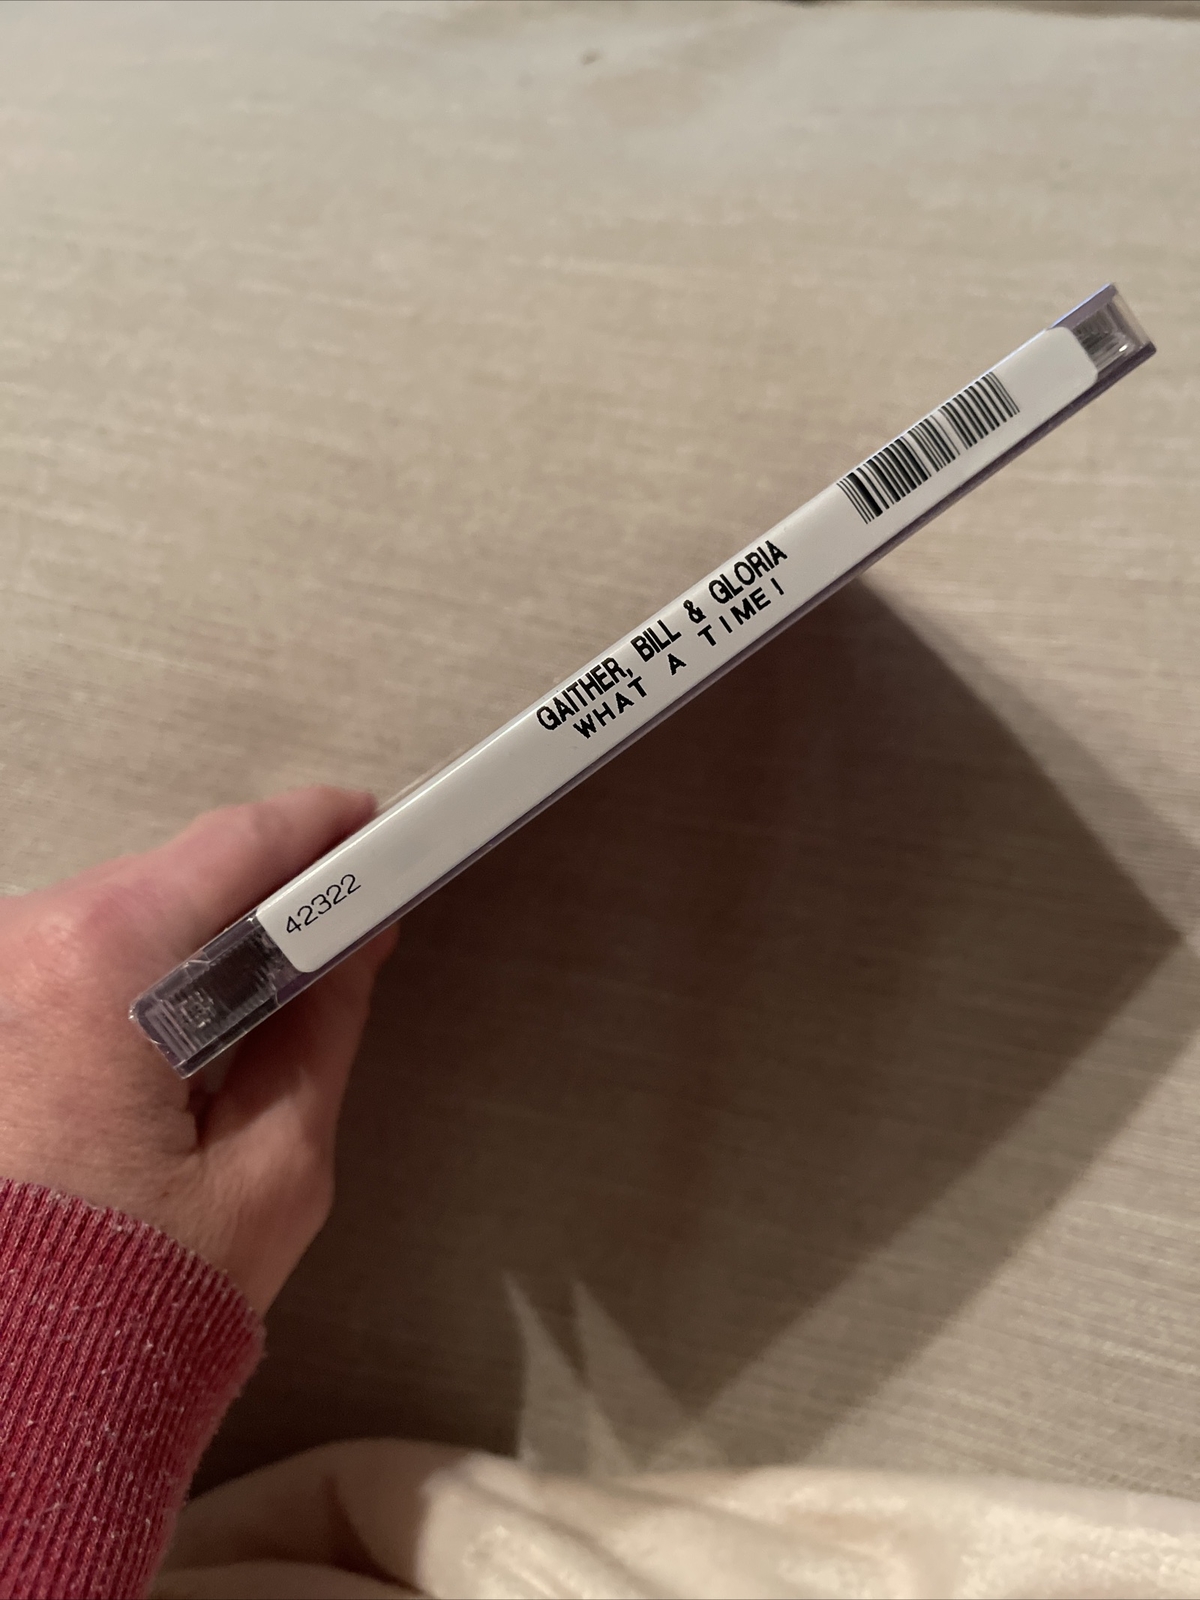 GAITHER, BILL & GLORIA
WHAT A TIME!
42322